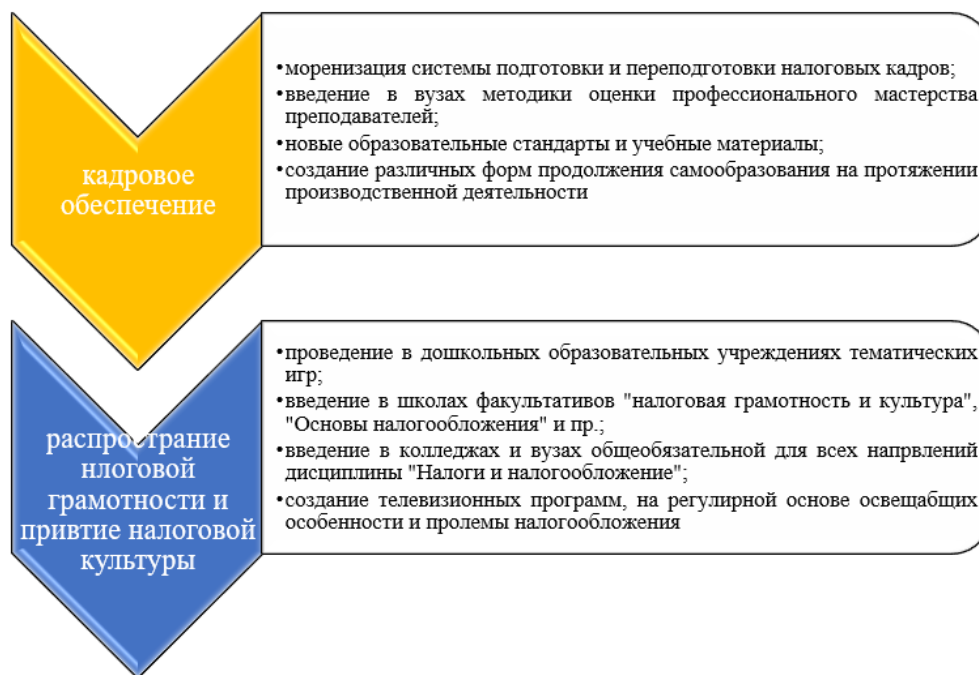 кадровое
обеспечение
•моренизация системы подготовки и переподготовки налоговых кадров;
•введение в вузах методики оценки профессионального мастерства
преподавателей;
•новые образовательные стандарты и учебные материалы;
•создание различных форм продолжения самообразования на протяжении
производственной деятельности
распространие
нлоговой
грамотности и
привтие налоговой
культуры
•проведение в дошкольных образовательных учреждениях тематических
игр;
•введение в школах факультативов "налоговая грамотность и культура",
"Основы налогообложения" и пр.;
•введение в колледжах и вузах общеобязательной для всех напрвлений
дисциплины "Налоги и налогообложение";
•создание телевизионных программ, на регулирной основе освещабщих
особенности и пролемы налогообложения